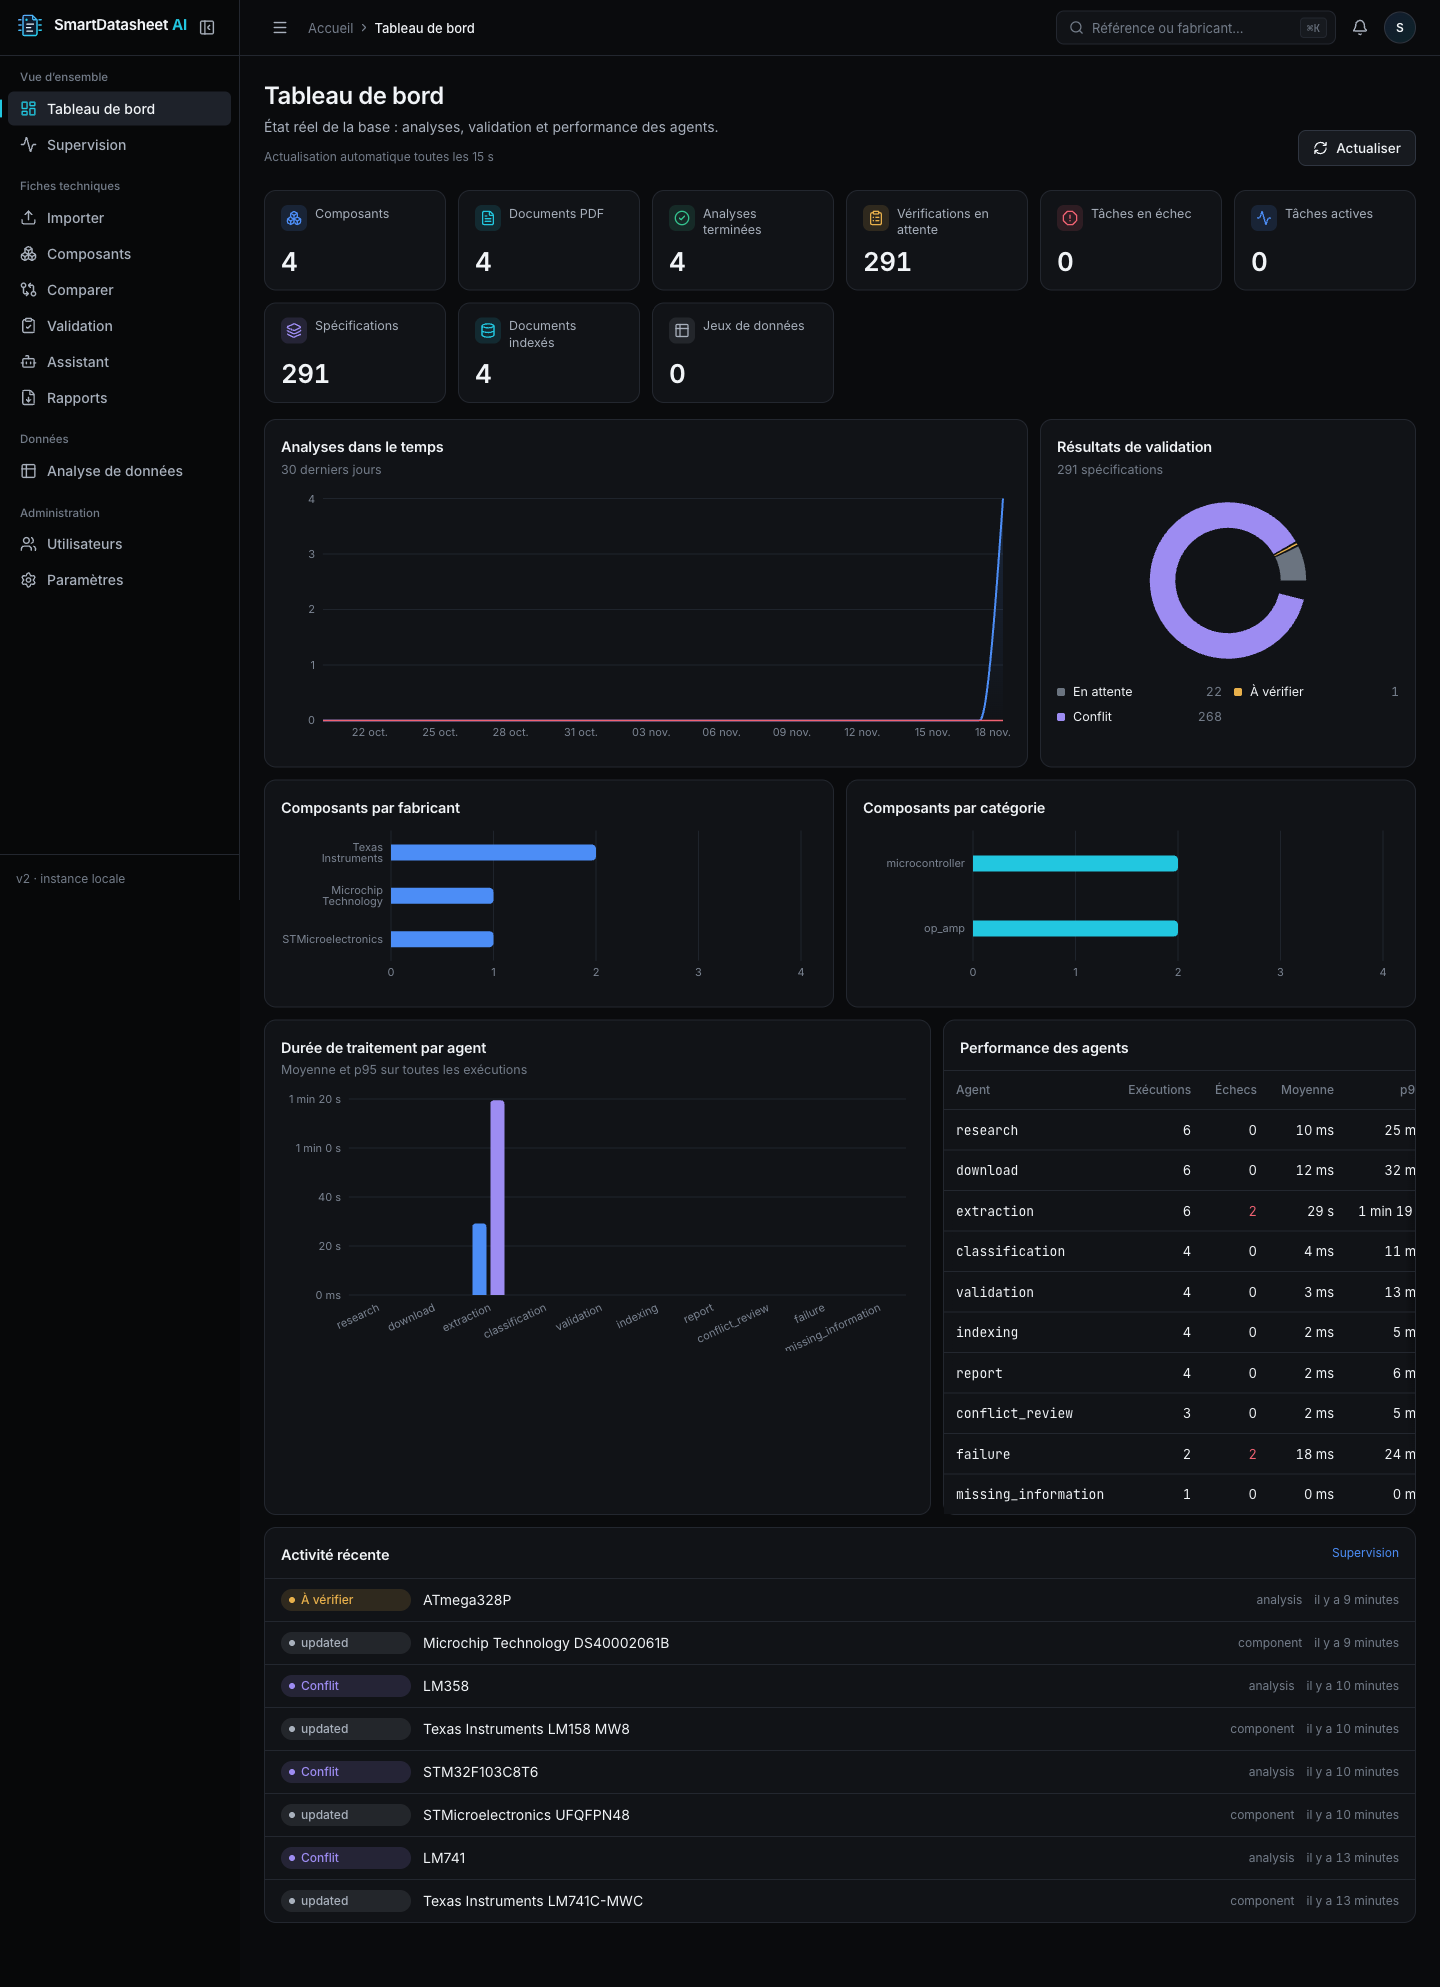 SmartDatasheet AI
Accueil > Tableau de bord
Référence ou fabricant...
⌘K
S
Vue d'ensemble
Tableau de bord
Supervision
Fiches techniques
Importer
Composants
Comparer
Validation
Assistant
Rapports
Données
Analyse de données
Administration
Utilisateurs
Paramètres
v2 · instance locale
Tableau de bord
État réel de la base : analyses, validation et performance des agents.
Actualisation automatique toutes les 15 s
Actualiser
Composants
4
Documents PDF
4
Analyses
terminées
4
Vérifications en
attente
291
Tâches en échec
0
Tâches actives
0
Spécifications
291
Documents
indexés
4
Jeux de données
0
Analyses dans le temps
30 derniers jours
4
3
2
1
0
22 oct. 25 oct. 28 oct. 31 oct. 03 nov. 06 nov. 09 nov. 12 nov. 15 nov. 18 nov.
Résultats de validation
291 spécifications
En attente 22
À vérifier 1
Conflit 268
Composants par fabricant
Texas
Instruments
Microchip
Technology
STMicroelectronics
0 1 2 3 4
Composants par catégorie
microcontroller
op_amp
0 1 2 3 4
Durée de traitement par agent
Moyenne et p95 sur toutes les exécutions
1 min 20 s
1 min 0 s
40 s
20 s
0 ms
research download extraction classification validation indexing report conflict_review failure missing_information
Performance des agents
Agent Exécutions Échecs Moyenne p9
research 6 0 10 ms 25 m
download 6 0 12 ms 32 m
extraction 6 2 29 s 1 min 19
classification 4 0 4 ms 11 m
validation 4 0 3 ms 13 m
indexing 4 0 2 ms 5 m
report 4 0 2 ms 6 m
conflict_review 3 0 2 ms 5 m
failure 2 2 18 ms 24 m
missing_information 1 0 0 ms 0 m
Activité récente
Supervision
À vérifier ATmega328P analysis il y a 9 minutes
updated Microchip Technology DS40002061B component il y a 9 minutes
Conflit LM358 analysis il y a 10 minutes
updated Texas Instruments LM158 MW8 component il y a 10 minutes
Conflit STM32F103C8T6 analysis il y a 10 minutes
updated STMicroelectronics UFQFPN48 component il y a 10 minutes
Conflit LM741 analysis il y a 13 minutes
updated Texas Instruments LM741C-MWC component il y a 13 minutes